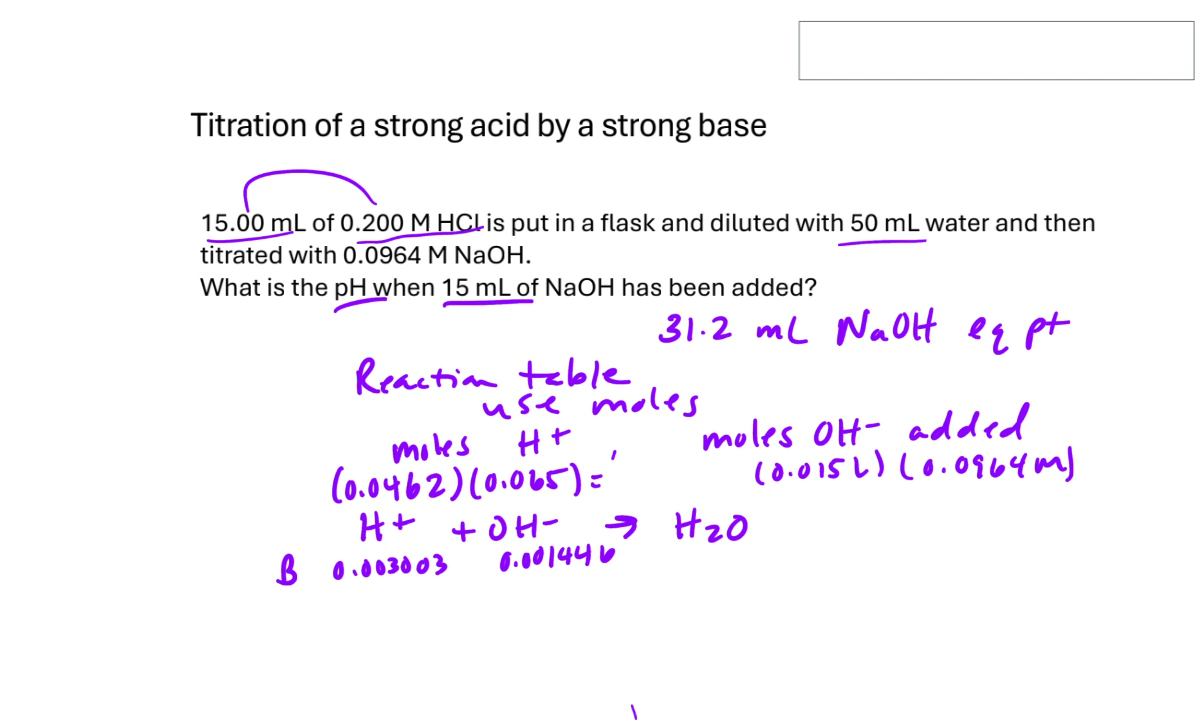 Titration of a strong acid by a strong base
15.00 mL of 0.200 M HCl is put in a flask and diluted with 50 mL water and then
titrated with 0.0964 M NaOH.
What is the pH when 15 mL of NaOH has been added?
31.2 mL NaOH eq pt
Reaction table
use moles
moles H+
moles OH- added
(0.0462)(0.065)=
(0.015L)(0.0964M)
H+ + OH- → H2O
B 0.003003 0.001446